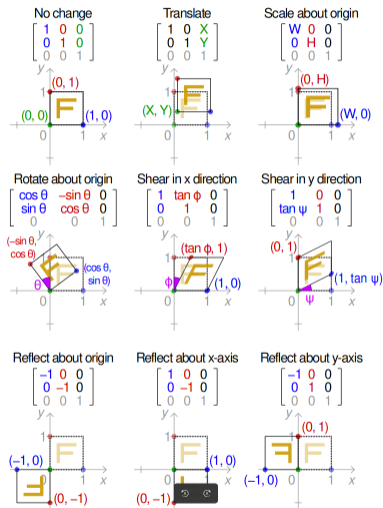 No change
1 0 0
0 1 0
0 0 1
y
(0, 1)
1
F
(0, 0)
(1, 0)
0
1
x
Translate
1 0 X
0 1 Y
0 0 1
y
1
F
(X, Y)
0
1
x
Scale about origin
W 0 0
0 H 0
0 0 1
y
(0, H)
1
F
(W, 0)
0
1
x
Rotate about origin
cos θ −sin θ 0
sin θ cos θ 0
0 0 1
y
(−sin θ,
cos θ)
1
F
(cos θ,
sin θ)
θ
0
1
x
Shear in x direction
1 tan ϕ 0
0 1 0
0 0 1
y
(tan ϕ, 1)
1
F
ϕ
(1, 0)
0
1
x
Shear in y direction
1 0 0
tan ψ 1 0
0 0 1
y
(0, 1)
F
(1, tan ψ)
0
ψ
1
x
Reflect about origin
−1 0 0
0 −1 0
0 0 1
y
1
F
(−1, 0)
0
1
x
F
(0, −1)
Reflect about x-axis
1 0 0
0 −1 0
0 0 1
y
1
F
(1, 0)
0
x
(0, −1)
Reflect about y-axis
−1 0 0
0 1 0
0 0 1
y
(0, 1)
F
F
(−1, 0)
0
1
x